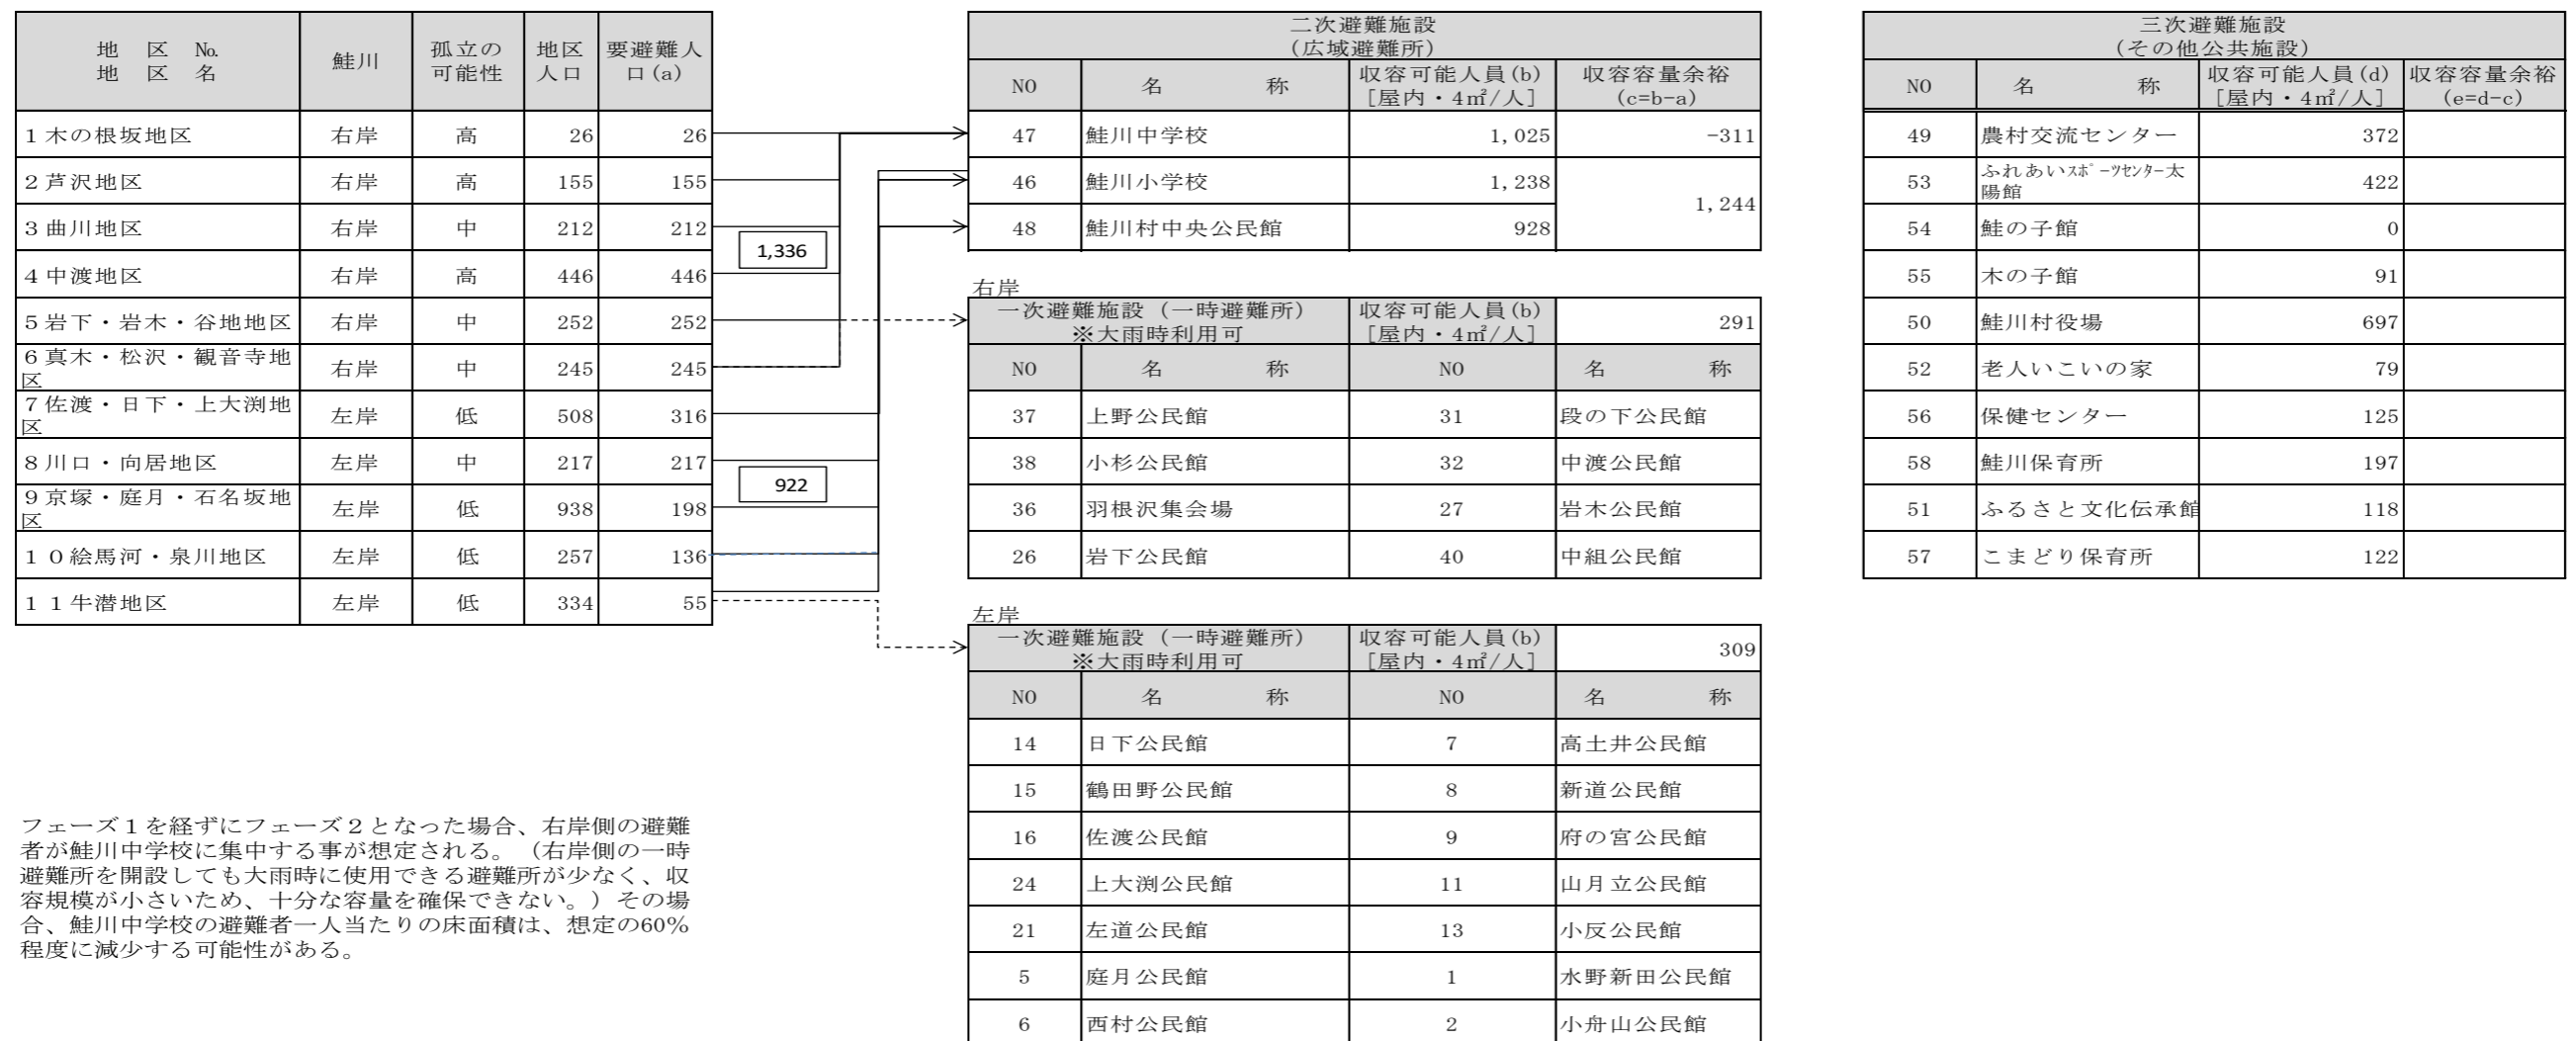 地　区　№
地　区　名
鮭川
孤立の
可能性
地区
人口
要避難人
口(a)
1木の根坂地区 右岸 高 26 26
2芦沢地区 右岸 高 155 155
3曲川地区 右岸 中 212 212
4中渡地区 右岸 高 446 446
5岩下・岩木・谷地地区 右岸 中 252 252
6真木・松沢・観音寺地
区 右岸 中 245 245
7佐渡・日下・上大渕地
区 左岸 低 508 316
8川口・向居地区 左岸 中 217 217
9京塚・庭月・石名坂地
区 左岸 低 938 198
10絵馬河・泉川地区 左岸 低 257 136
11牛潜地区 左岸 低 334 55
1,336
922
フェーズ1を経ずにフェーズ2となった場合、右岸側の避難
者が鮭川中学校に集中する事が想定される。（右岸側の一時
避難所を開設しても大雨時に使用できる避難所が少なく、収
容規模が小さいため、十分な容量を確保できない。）その場
合、鮭川中学校の避難者一人当たりの床面積は、想定の60%
程度に減少する可能性がある。
二次避難施設
(広域避難所)
NO 名　称
収容可能人員(b)
[屋内・4㎡/人]
収容容量余裕
(c=b-a)
47 鮭川中学校 1,025 -311
46 鮭川小学校 1,238
1,244
48 鮭川村中央公民館 928
右岸
一次避難施設（一時避難所）
※大雨時利用可
収容可能人員(b)
[屋内・4㎡/人]
291
NO 名　称 NO 名　称
37 上野公民館 31 段の下公民館
38 小杉公民館 32 中渡公民館
36 羽根沢集会場 27 岩木公民館
26 岩下公民館 40 中組公民館
左岸
一次避難施設（一時避難所）
※大雨時利用可
収容可能人員(b)
[屋内・4㎡/人]
309
NO 名　称 NO 名　称
14 日下公民館 7 高土井公民館
15 鶴田野公民館 8 新道公民館
16 佐渡公民館 9 府の宮公民館
24 上大渕公民館 11 山月立公民館
21 左道公民館 13 小反公民館
5 庭月公民館 1 水野新田公民館
6 西村公民館 2 小舟山公民館
三次避難施設
(その他公共施設)
NO 名　称
収容可能人員(d)
[屋内・4㎡/人]
収容容量余裕
(e=d-c)
49 農村交流センター 372
53 ふれあいｽﾎﾟｰﾂｾﾝﾀｰ太
陽館 422
54 鮭の子館 0
55 木の子館 91
50 鮭川村役場 697
52 老人いこいの家 79
56 保健センター 125
58 鮭川保育所 197
51 ふるさと文化伝承館 118
57 こまどり保育所 122